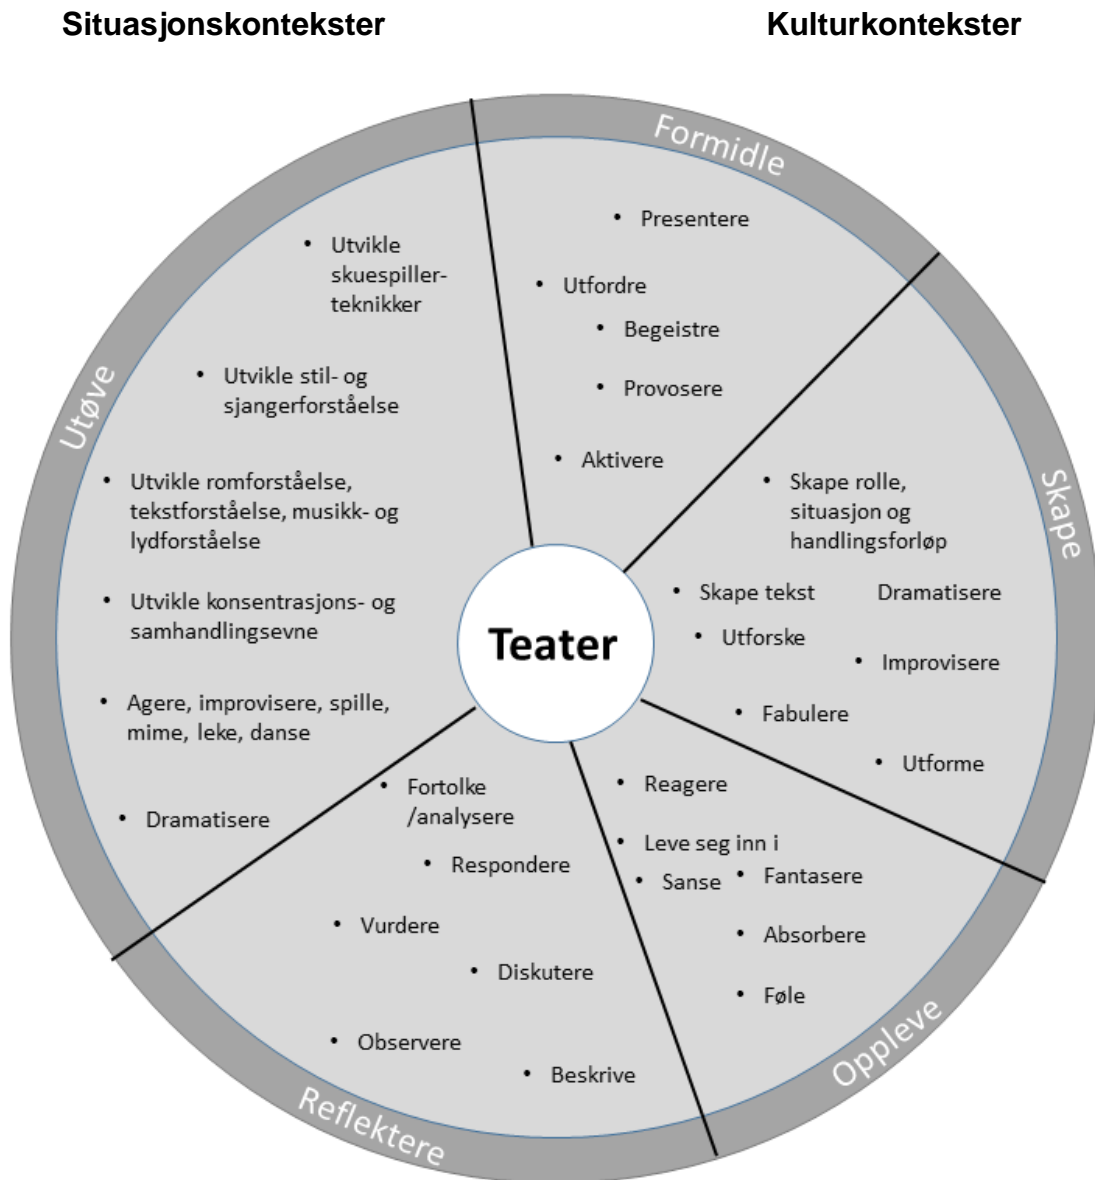 Situasjonskontekster
Kulturkontekster
Formidle
• Presentere
• Utfordre
• Begeistre
• Provosere
• Aktivere
Skape
• Skape rolle,
situasjon og
handlingsforløp
• Skape tekst
Dramatisere
• Utforske
• Improvisere
• Fabulere
• Utforme
Oppleve
• Reagere
• Leve seg inn i
• Sanse
• Fantasere
• Absorbere
• Føle
Reflektere
• Fortolke
/analysere
• Respondere
• Vurdere
• Diskutere
• Observere
• Beskrive
Utøve
• Utvikle
skuespiller-
teknikker
• Utvikle stil- og
sjangerforståelse
• Utvikle romforståelse,
tekstforståelse, musikk- og
lydforståelse
• Utvikle konsentrasjons- og
samhandlingsevne
• Agere, improvisere, spille,
mime, leke, danse
• Dramatisere
Teater